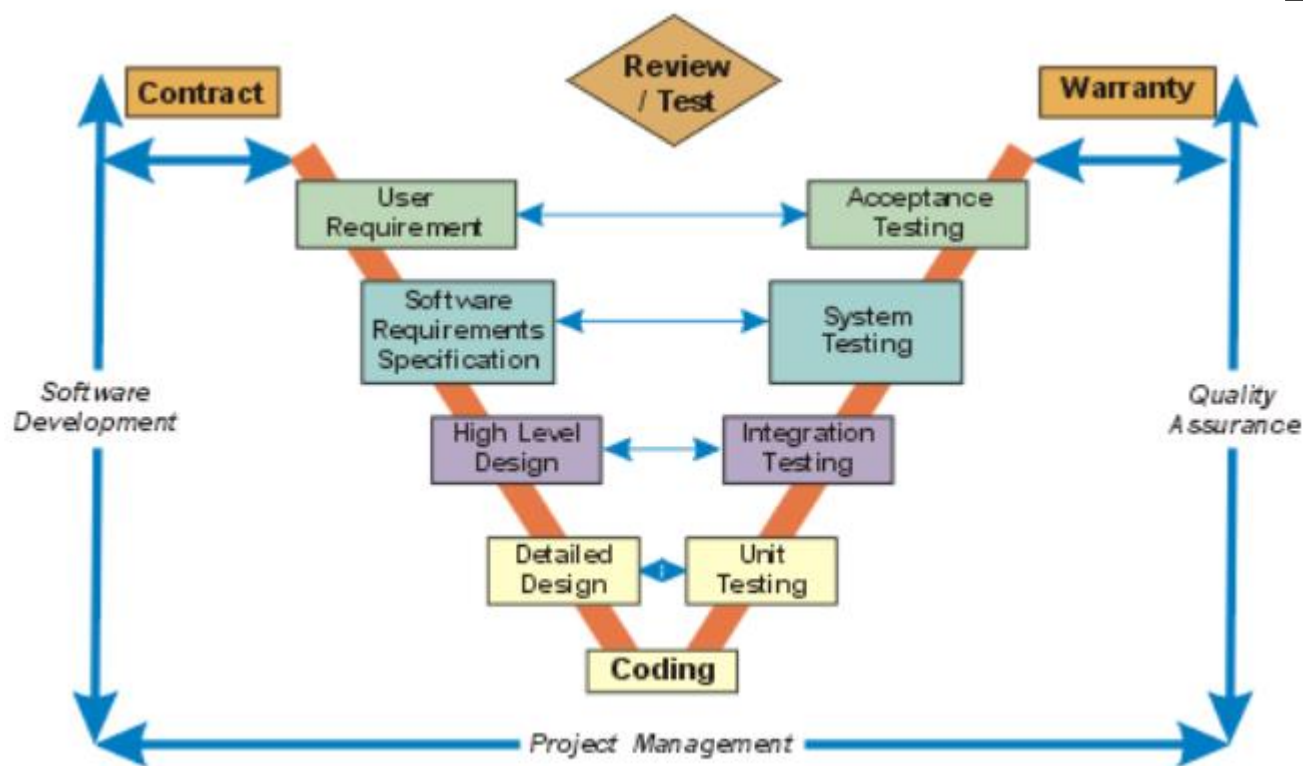 Review
/ Test
Contract
Warranty
User
Requirement
Acceptance
Testing
Software
Requirements
Specification
System
Testing
Software
Development
Quality
Assurance
High Level
Design
Integration
Testing
Detailed
Design
Unit
Testing
Coding
Project Management